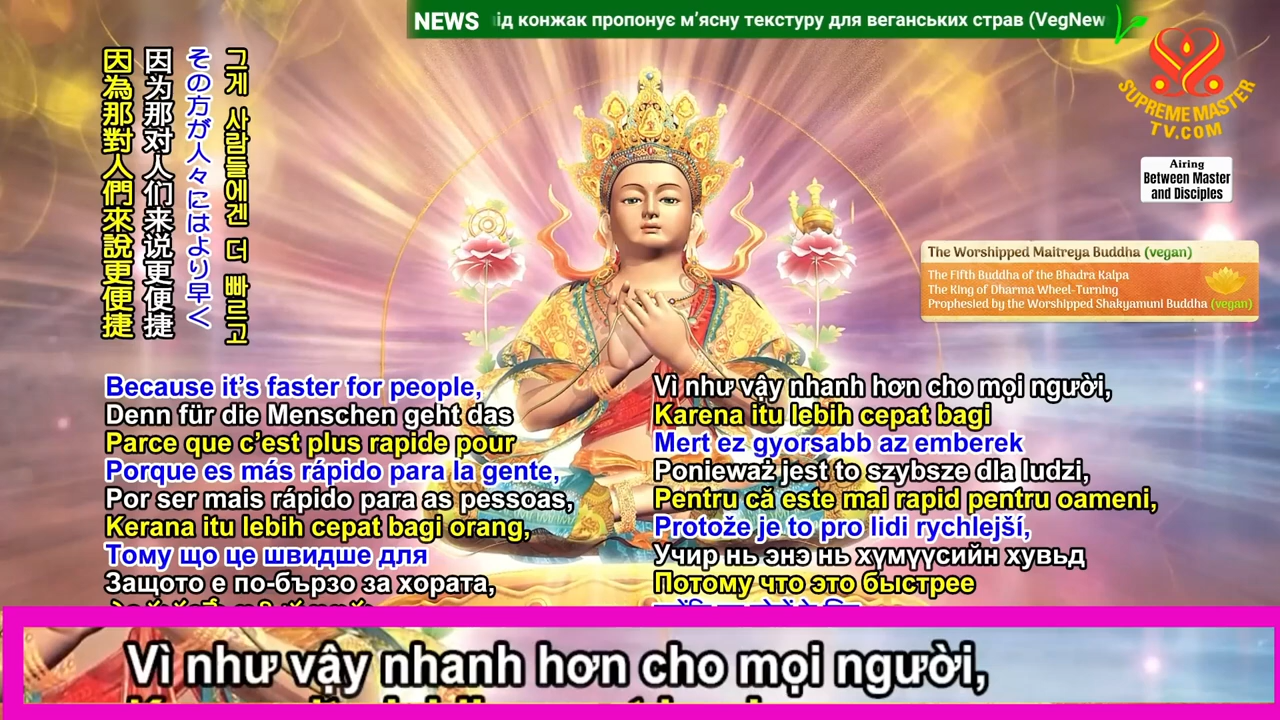 NEWS ід конжак пропонує м’ясну текстуру для веганських страв (VegNew
SUPREME MASTER
TV.COM
Airing
Between Master
and Disciples
The Worshipped Maitreya Buddha (vegan)
The Fifth Buddha of the Bhadra Kalpa
The King of Dharma Wheel-Turning
Prophesied by the Worshipped Shakyamuni Buddha (vegan)
그게 사람들에겐 더 빠르고
その方が人々にはより早く
因为那对人们来说更便捷
因為那對人們來說更便捷
Because it’s faster for people,
Denn für die Menschen geht das
Parce que c’est plus rapide pour
Porque es más rápido para la gente,
Por ser mais rápido para as pessoas,
Kerana itu lebih cepat bagi orang,
Тому що це швидше для
Защото е по-бързо за хората,
Vì như vậy nhanh hơn cho mọi người,
Karena itu lebih cepat bagi
Mert ez gyorsabb az emberek
Ponieważ jest to szybsze dla ludzi,
Pentru că este mai rapid pentru oameni,
Protože je to pro lidi rychlejší,
Учир нь энэ нь хүмүүсийн хувьд
Потому что это быстрее
Vì như vậy nhanh hơn cho mọi người,